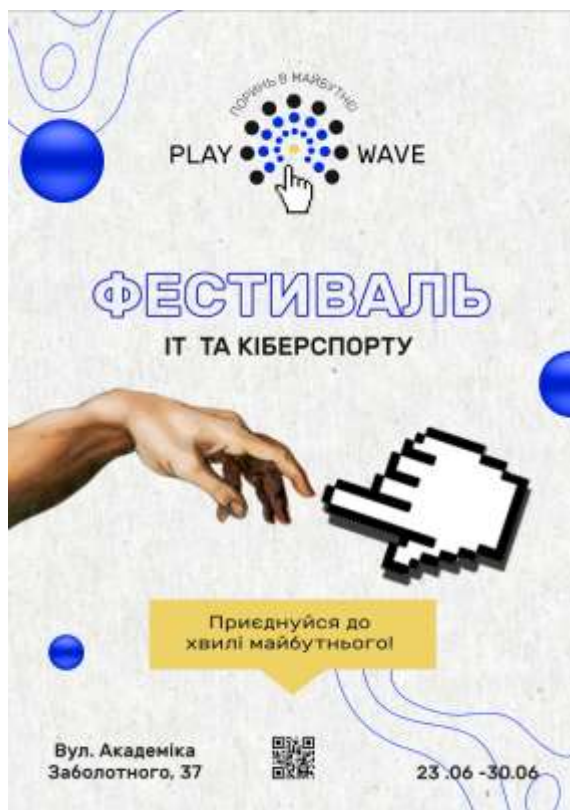 ПОРИНЬ В МАЙБУТНЄ!
PLAY WAVE
ФЕСТИВАЛЬ
ІТ ТА КІБЕРСПОРТУ
Приєднуйся до
хвилі майбутнього!
Вул. Академіка
Заболотного, 37
23 .06 -30.06